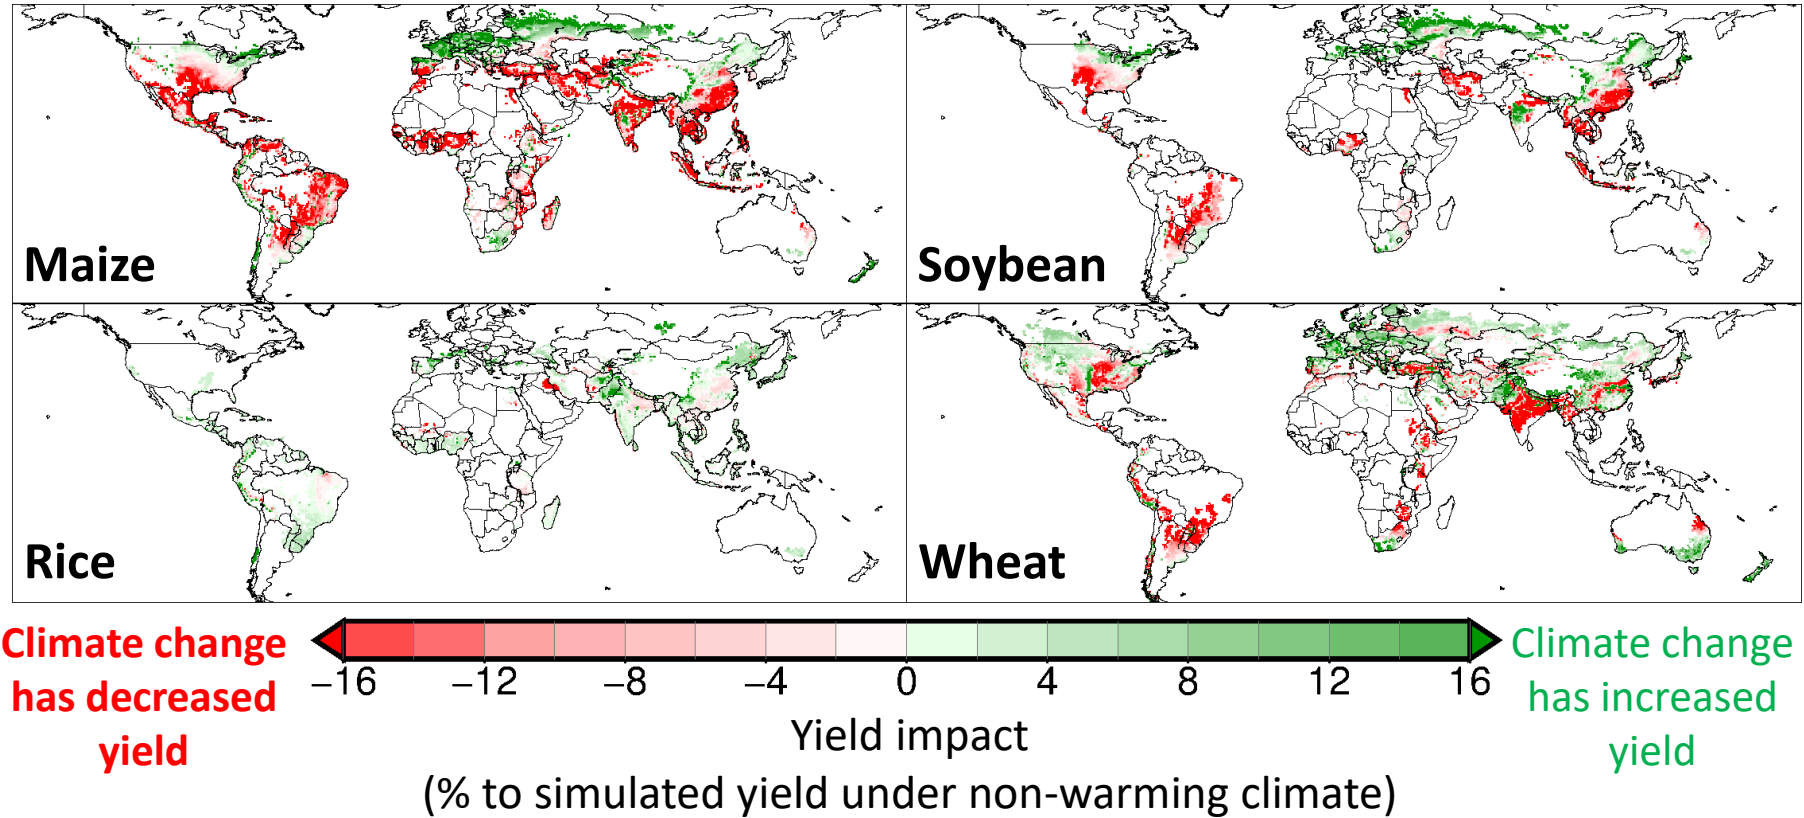 Maize
Soybean
Rice
Wheat
Climate change
has decreased
yield
−16
−12
−8
−4
0
4
8
12
16
Climate change
has increased
yield
Yield impact
(% to simulated yield under non-warming climate)